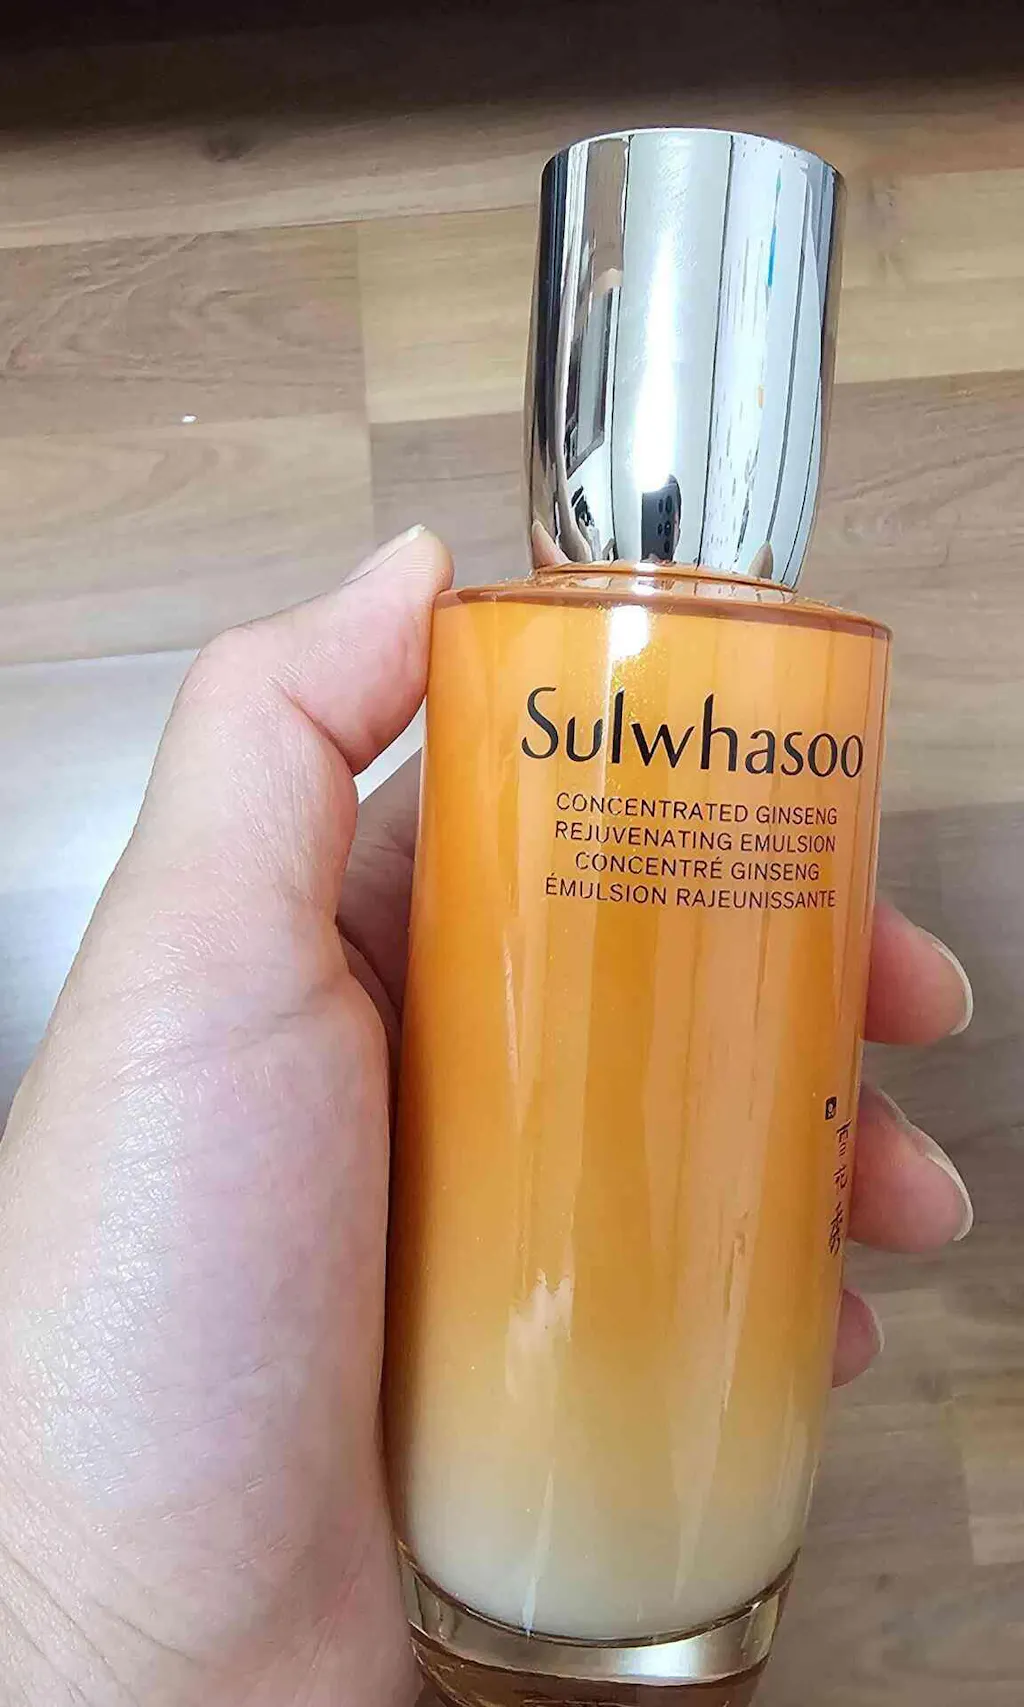 Sulwhasoo
CONCENTRATED GINSENG
REJUVENATING EMULSION
CONCENTRÉ GINSENG
ÉMULSION RAJEUNISSANTE